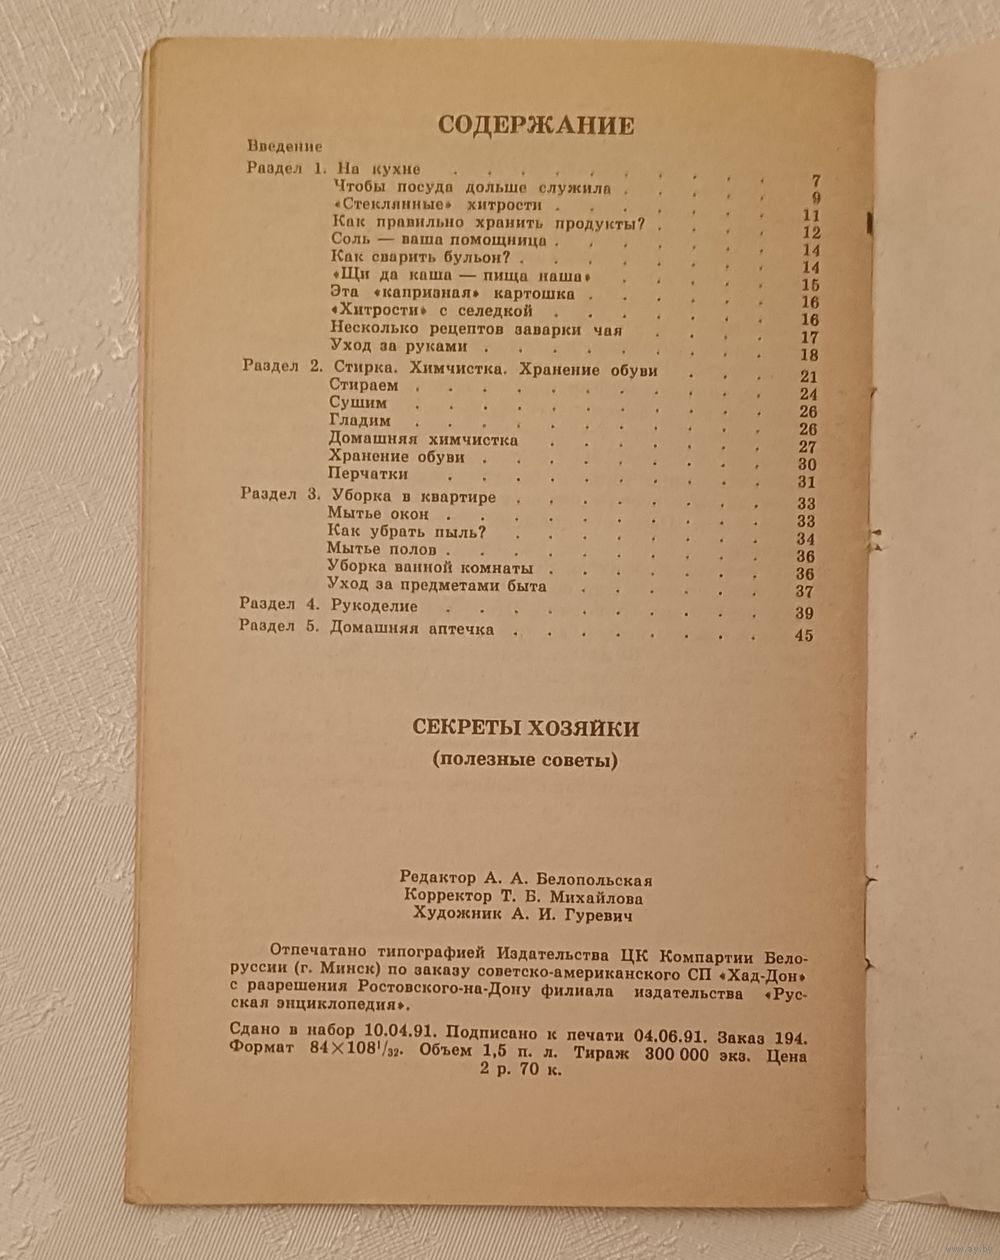 СОДЕРЖАНИЕ
Введение
Раздел 1. На кухне . . . . . . . . . . 7
Чтобы посуда дольше служила . . . . . 9
«Стеклянные» хитрости . . . . . . . 11
Как правильно хранить продукты? . . . . 12
Соль — ваша помощница . . . . . . . 14
Как сварить бульон? . . . . . . . . 14
«Щи да каша — пища наша» . . . . . 15
Эта «капризная» картошка . . . . . . 16
«Хитрости» с селедкой . . . . . . . 16
Несколько рецептов заварки чая . . . . 17
Уход за руками . . . . . . . . . 18
Раздел 2. Стирка. Химчистка. Хранение обуви . . . 21
Стираем . . . . . . . . . . . 24
Сушим . . . . . . . . . . . 26
Гладим . . . . . . . . . . . 26
Домашняя химчистка . . . . . . . 27
Хранение обуви . . . . . . . . . 30
Перчатки . . . . . . . . . . 31
Раздел 3. Уборка в квартире . . . . . . . . 33
Мытье окон . . . . . . . . . . 33
Как убрать пыль? . . . . . . . . 34
Мытье полов . . . . . . . . . . 36
Уборка ванной комнаты . . . . . . . 36
Уход за предметами быта . . . . . . 37
Раздел 4. Рукоделие . . . . . . . . . . 39
Раздел 5. Домашняя аптечка . . . . . . . . 45
СЕКРЕТЫ ХОЗЯЙКИ
(полезные советы)
Редактор А. А. Белопольская
Корректор Т. Б. Михайлова
Художник А. И. Гуревич
Отпечатано типографией Издательства ЦК Компартии Бело-
руссии (г. Минск) по заказу советско-американского СП «Хад-Дон»
с разрешения Ростовского-на-Дону филиала издательства «Рус-
ская энциклопедия».
Сдано в набор 10.04.91. Подписано к печати 04.06.91. Заказ 194.
Формат 84×108¹/₃₂. Объем 1,5 п. л. Тираж 300 000 экз. Цена
2 р. 70 к.
www.ay.by